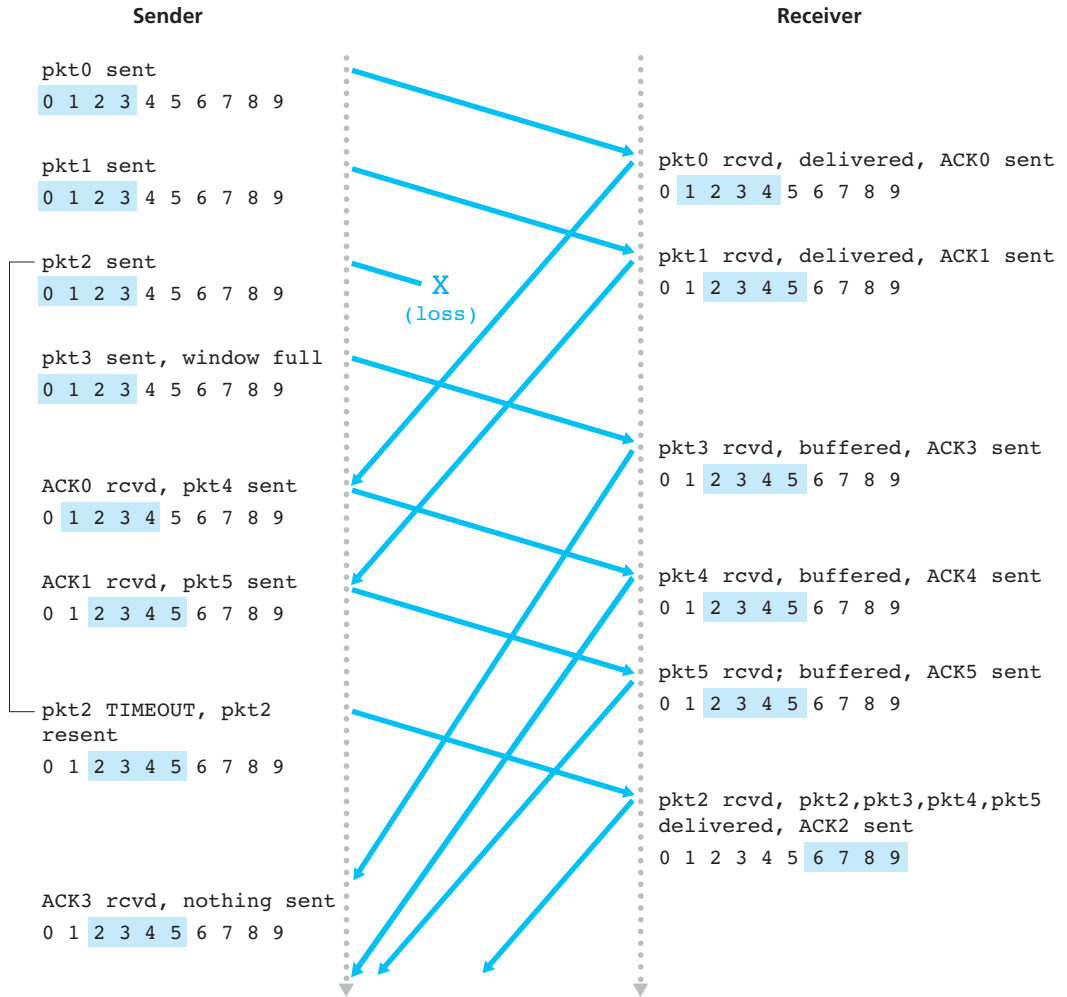 Sender
Receiver
pkt0 sent
0 1 2 3 4 5 6 7 8 9
pkt1 sent
0 1 2 3 4 5 6 7 8 9
pkt2 sent
0 1 2 3 4 5 6 7 8 9
pkt3 sent, window full
0 1 2 3 4 5 6 7 8 9
ACK0 rcvd, pkt4 sent
0 1 2 3 4 5 6 7 8 9
ACK1 rcvd, pkt5 sent
0 1 2 3 4 5 6 7 8 9
pkt2 TIMEOUT, pkt2
resent
0 1 2 3 4 5 6 7 8 9
ACK3 rcvd, nothing sent
0 1 2 3 4 5 6 7 8 9
X
(loss)
pkt0 rcvd, delivered, ACK0 sent
0 1 2 3 4 5 6 7 8 9
pkt1 rcvd, delivered, ACK1 sent
0 1 2 3 4 5 6 7 8 9
pkt3 rcvd, buffered, ACK3 sent
0 1 2 3 4 5 6 7 8 9
pkt4 rcvd, buffered, ACK4 sent
0 1 2 3 4 5 6 7 8 9
pkt5 rcvd; buffered, ACK5 sent
0 1 2 3 4 5 6 7 8 9
pkt2 rcvd, pkt2,pkt3,pkt4,pkt5
delivered, ACK2 sent
0 1 2 3 4 5 6 7 8 9